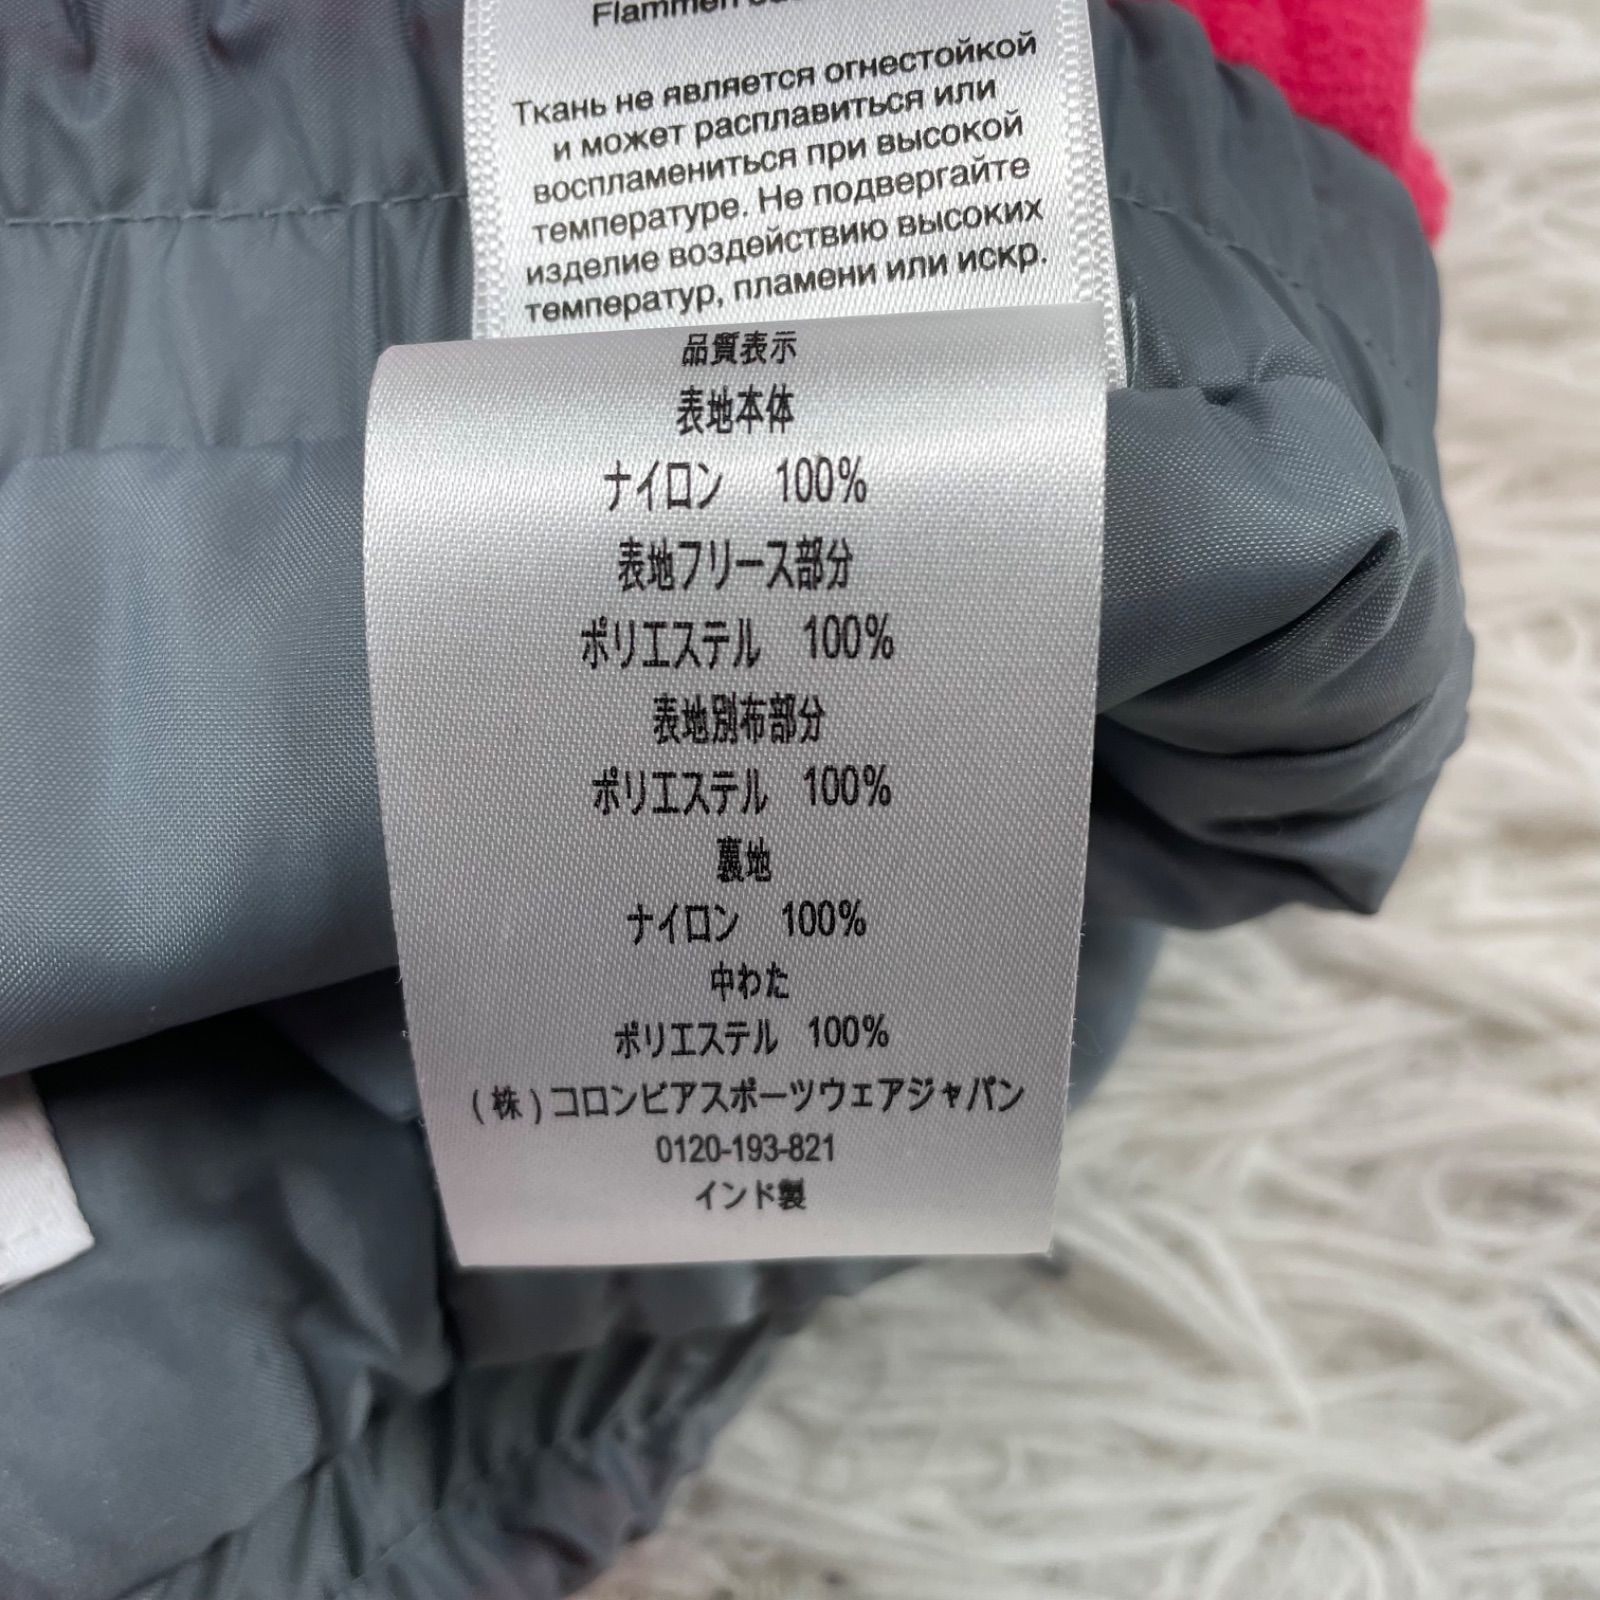 Flammen
Ткань не является огнестойкой
и может расплавиться или
воспламениться при высокой
температуре. Не подвергайте
изделие воздействию высоких
температур, пламени или искр.
品質表示
表地本体
ナイロン 100%
表地フリース部分
ポリエステル 100%
表地別布部分
ポリエステル 100%
裏地
ナイロン 100%
中わた
ポリエステル 100%
(株)コロンビアスポーツウェアジャパン
0120-193-821
インド製